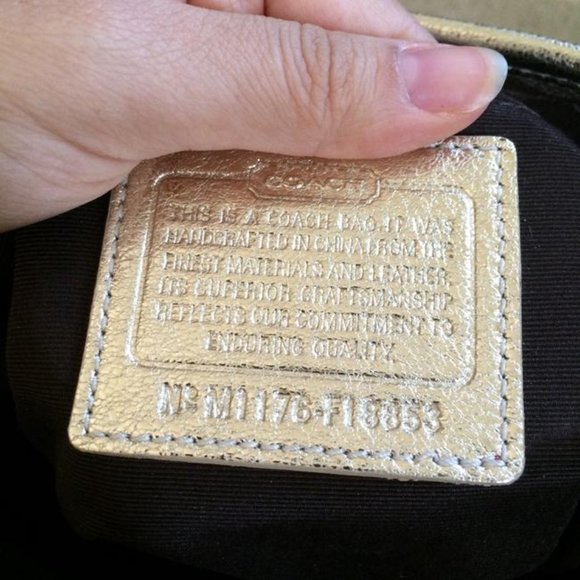 COACH
THIS IS A COACH BAG. IT WAS
HANDCRAFTED IN CHINA FROM THE
FINEST MATERIALS AND LEATHER.
ITS SUPERIOR CRAFTSMANSHIP
REFLECTS OUR COMMITMENT TO
ENDURING QUALITY.
Nº M1176-F18853